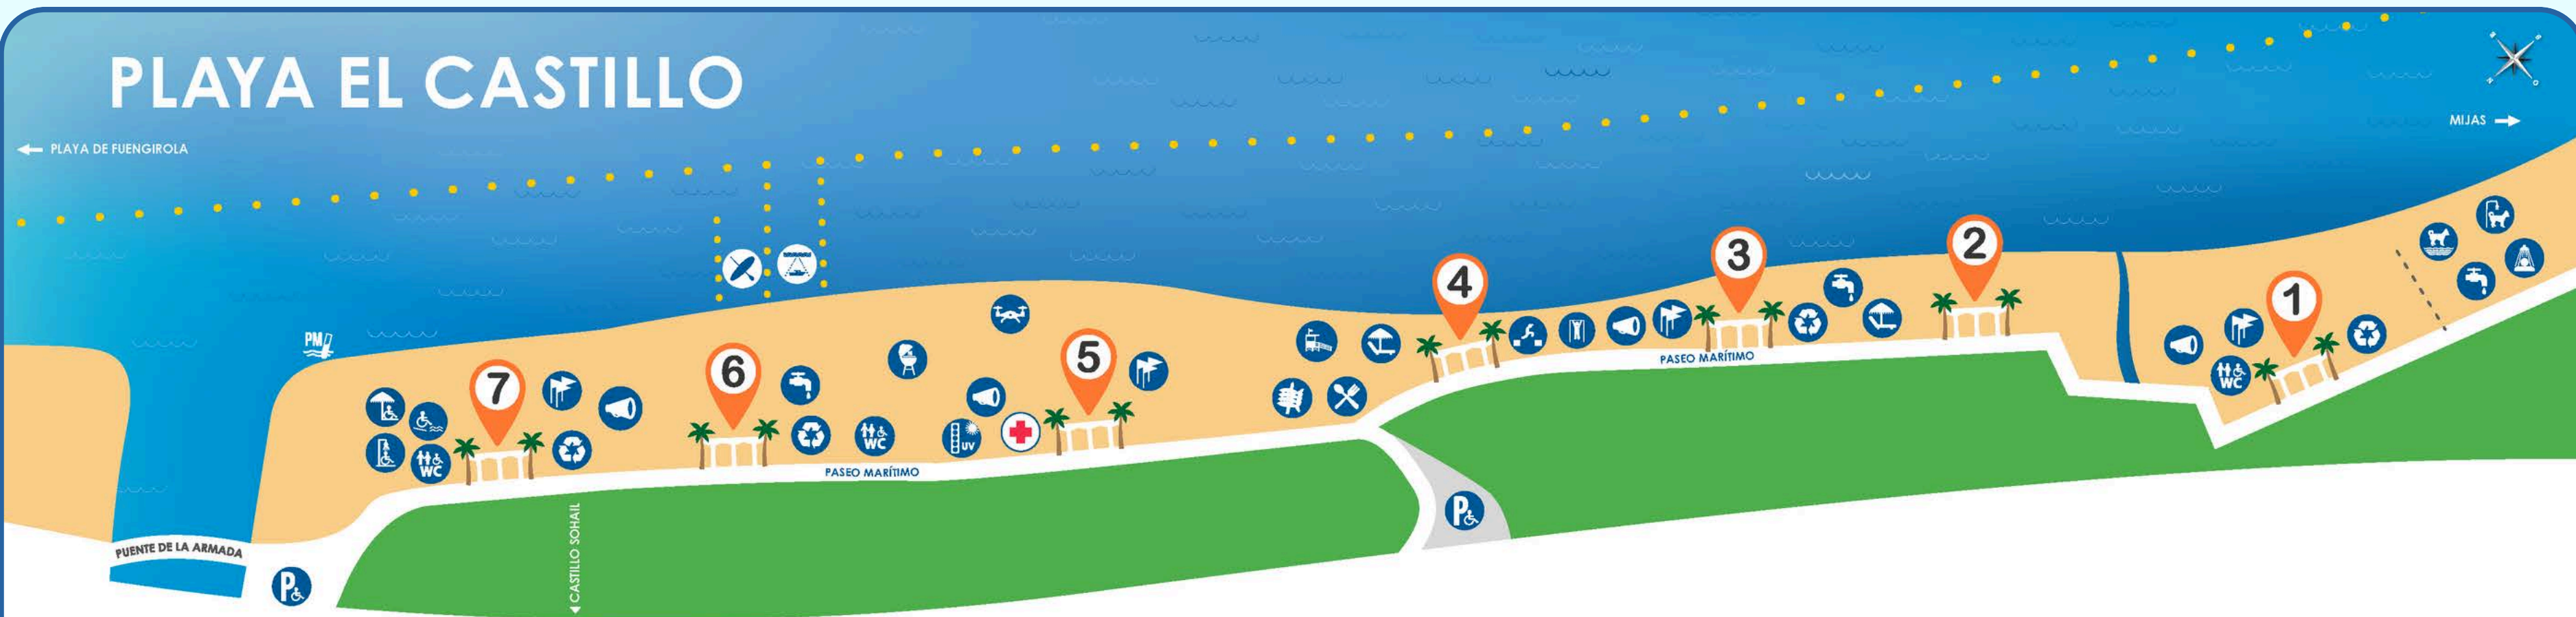 PLAYA EL CASTILLO
PLAYA DE FUENGIROLA
MIJAS
PM
7
6
5
4
3
2
1
WC
WC
UV
WC
PASEO MARÍTIMO
PASEO MARÍTIMO
PUENTE DE LA ARMADA
CASTILLO SOHAIL
P
P